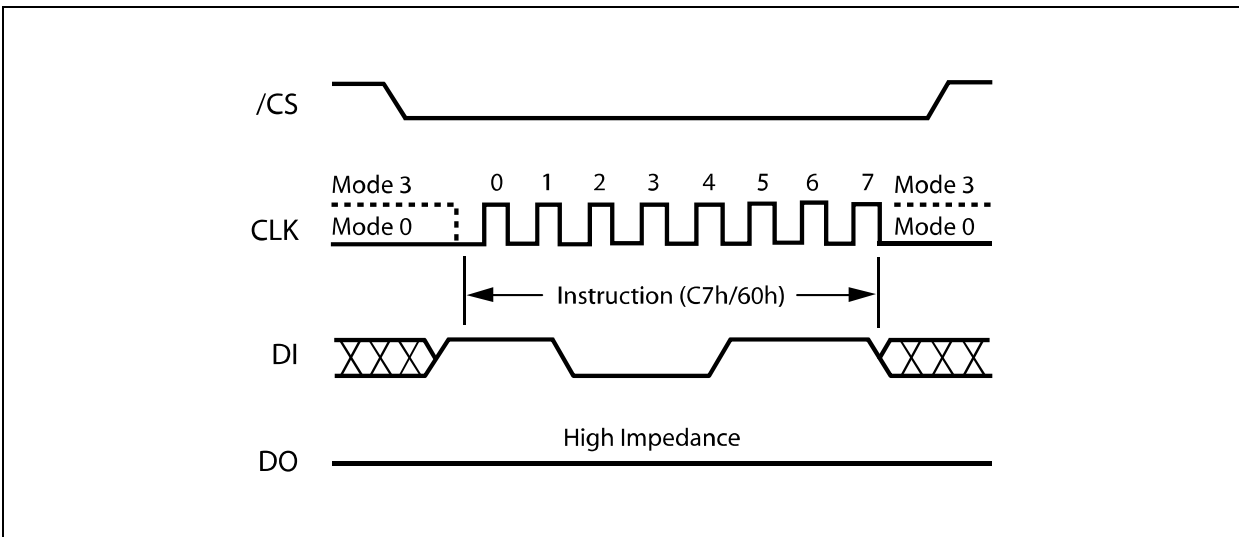 /CS
Mode 3 0 1 2 3 4 5 6 7 Mode 3
CLK Mode 0 Mode 0
Instruction (C7h/60h)
DI
High Impedance
DO